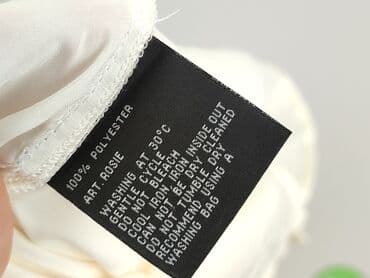 100% POLYESTER
ART. ROSIE
WASHING AT 30°C
GENTLE CYCLE
DO NOT BLEACH
COOL IRON, IRON INSIDE OUT
CAN NOT BE DRY CLEANED
DO NOT TUMBLE DRY
RECOMMEND USING A
WASHING BAG